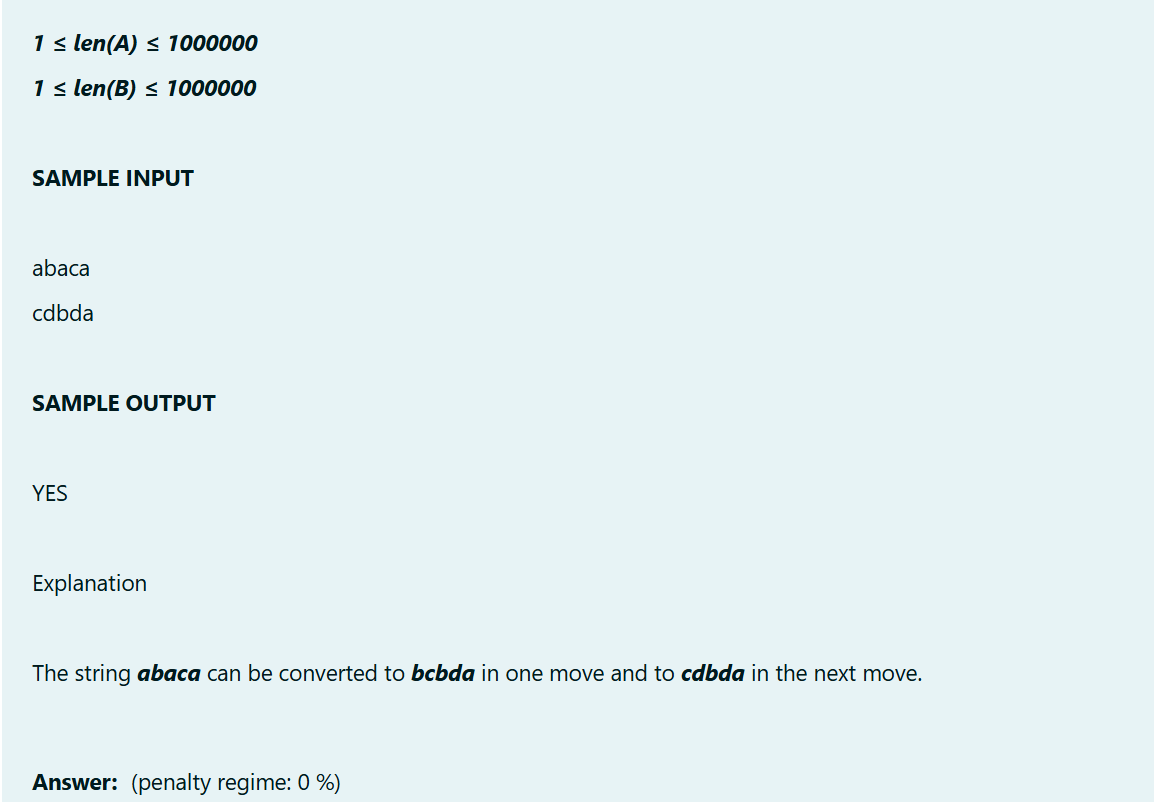 1 ≤ len(A) ≤ 1000000
1 ≤ len(B) ≤ 1000000
SAMPLE INPUT
abaca
cdbda
SAMPLE OUTPUT
YES
Explanation
The string abaca can be converted to bcbda in one move and to cdbda in the next move.
Answer: (penalty regime: 0 %)